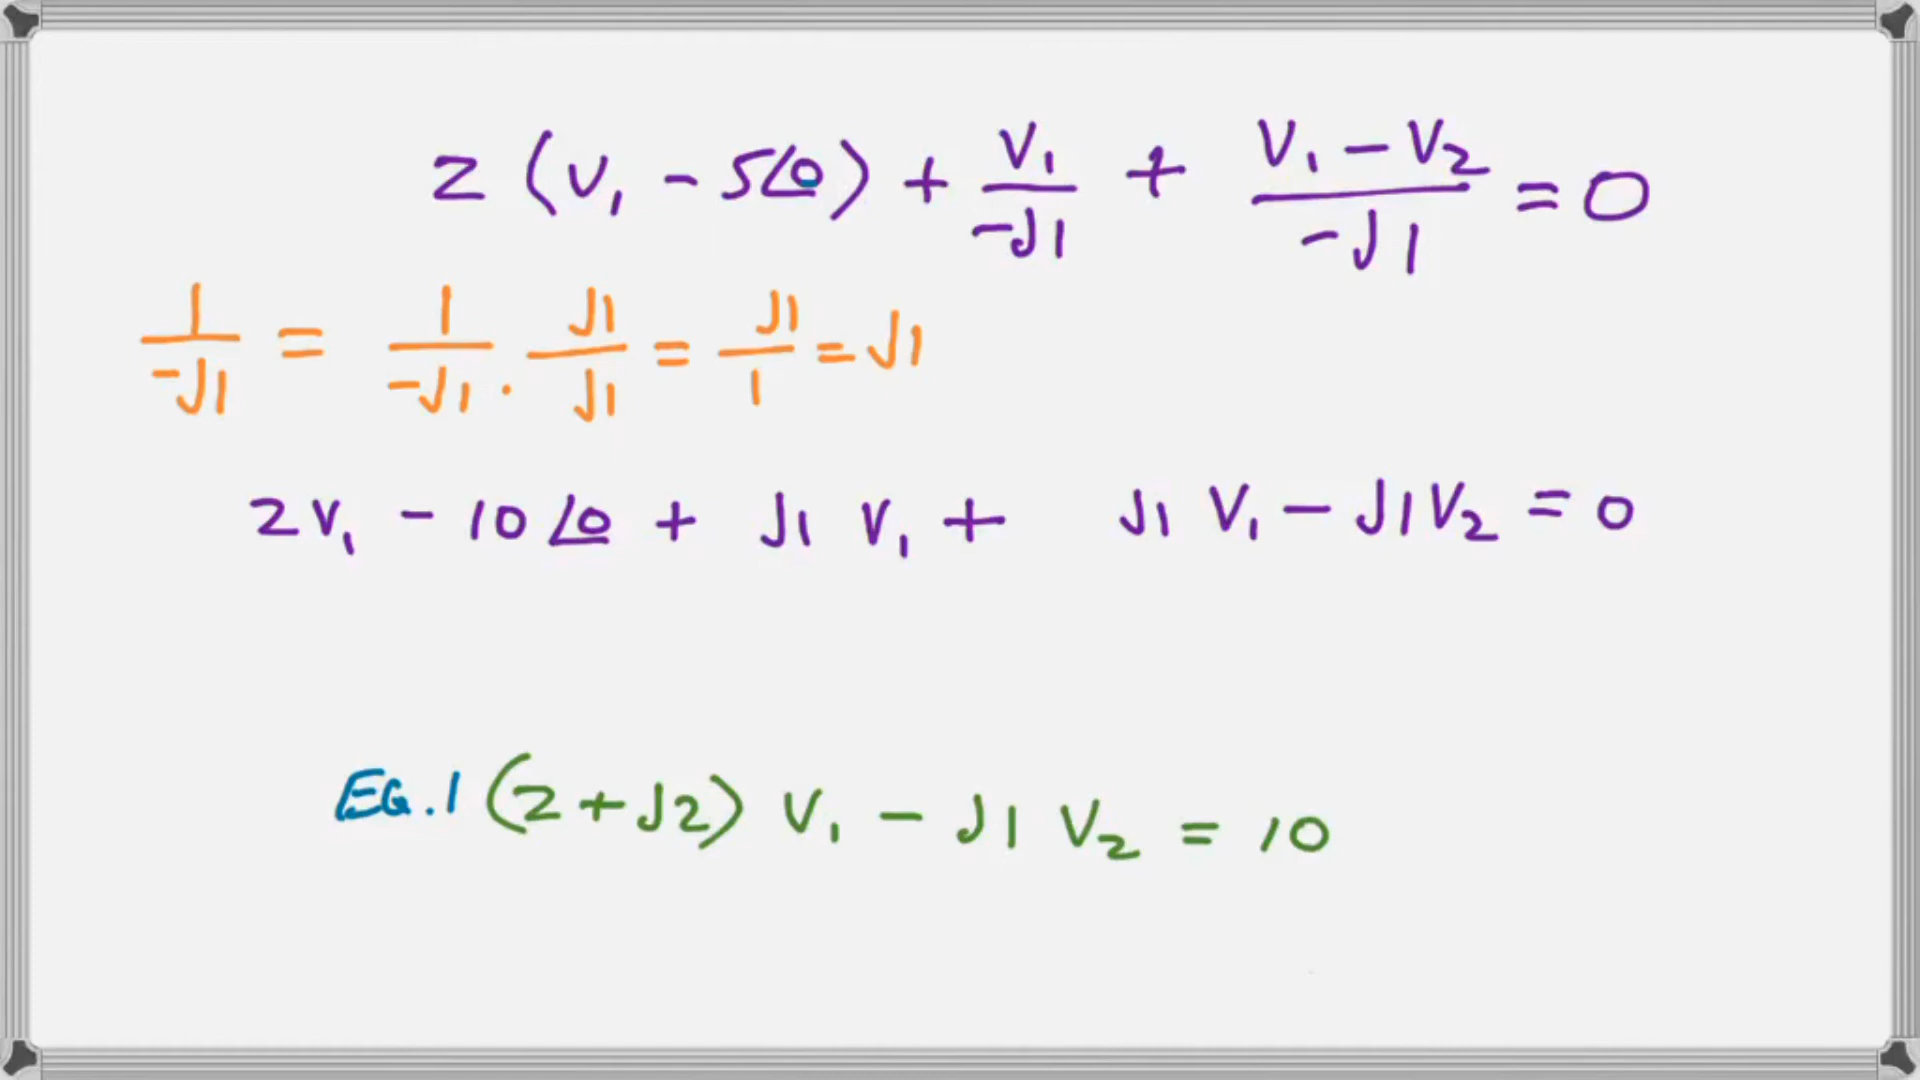 2 (V₁ - 5∠0) + V₁/-J1 + (V₁ - V₂)/-J1 = 0
1/-J1 = 1/-J1 · J1/J1 = J1/1 = J1
2V₁ - 10∠0 + J1 V₁ + J1 V₁ - J1V₂ = 0
EQ.1 (2 + J2) V₁ - J1 V₂ = 10